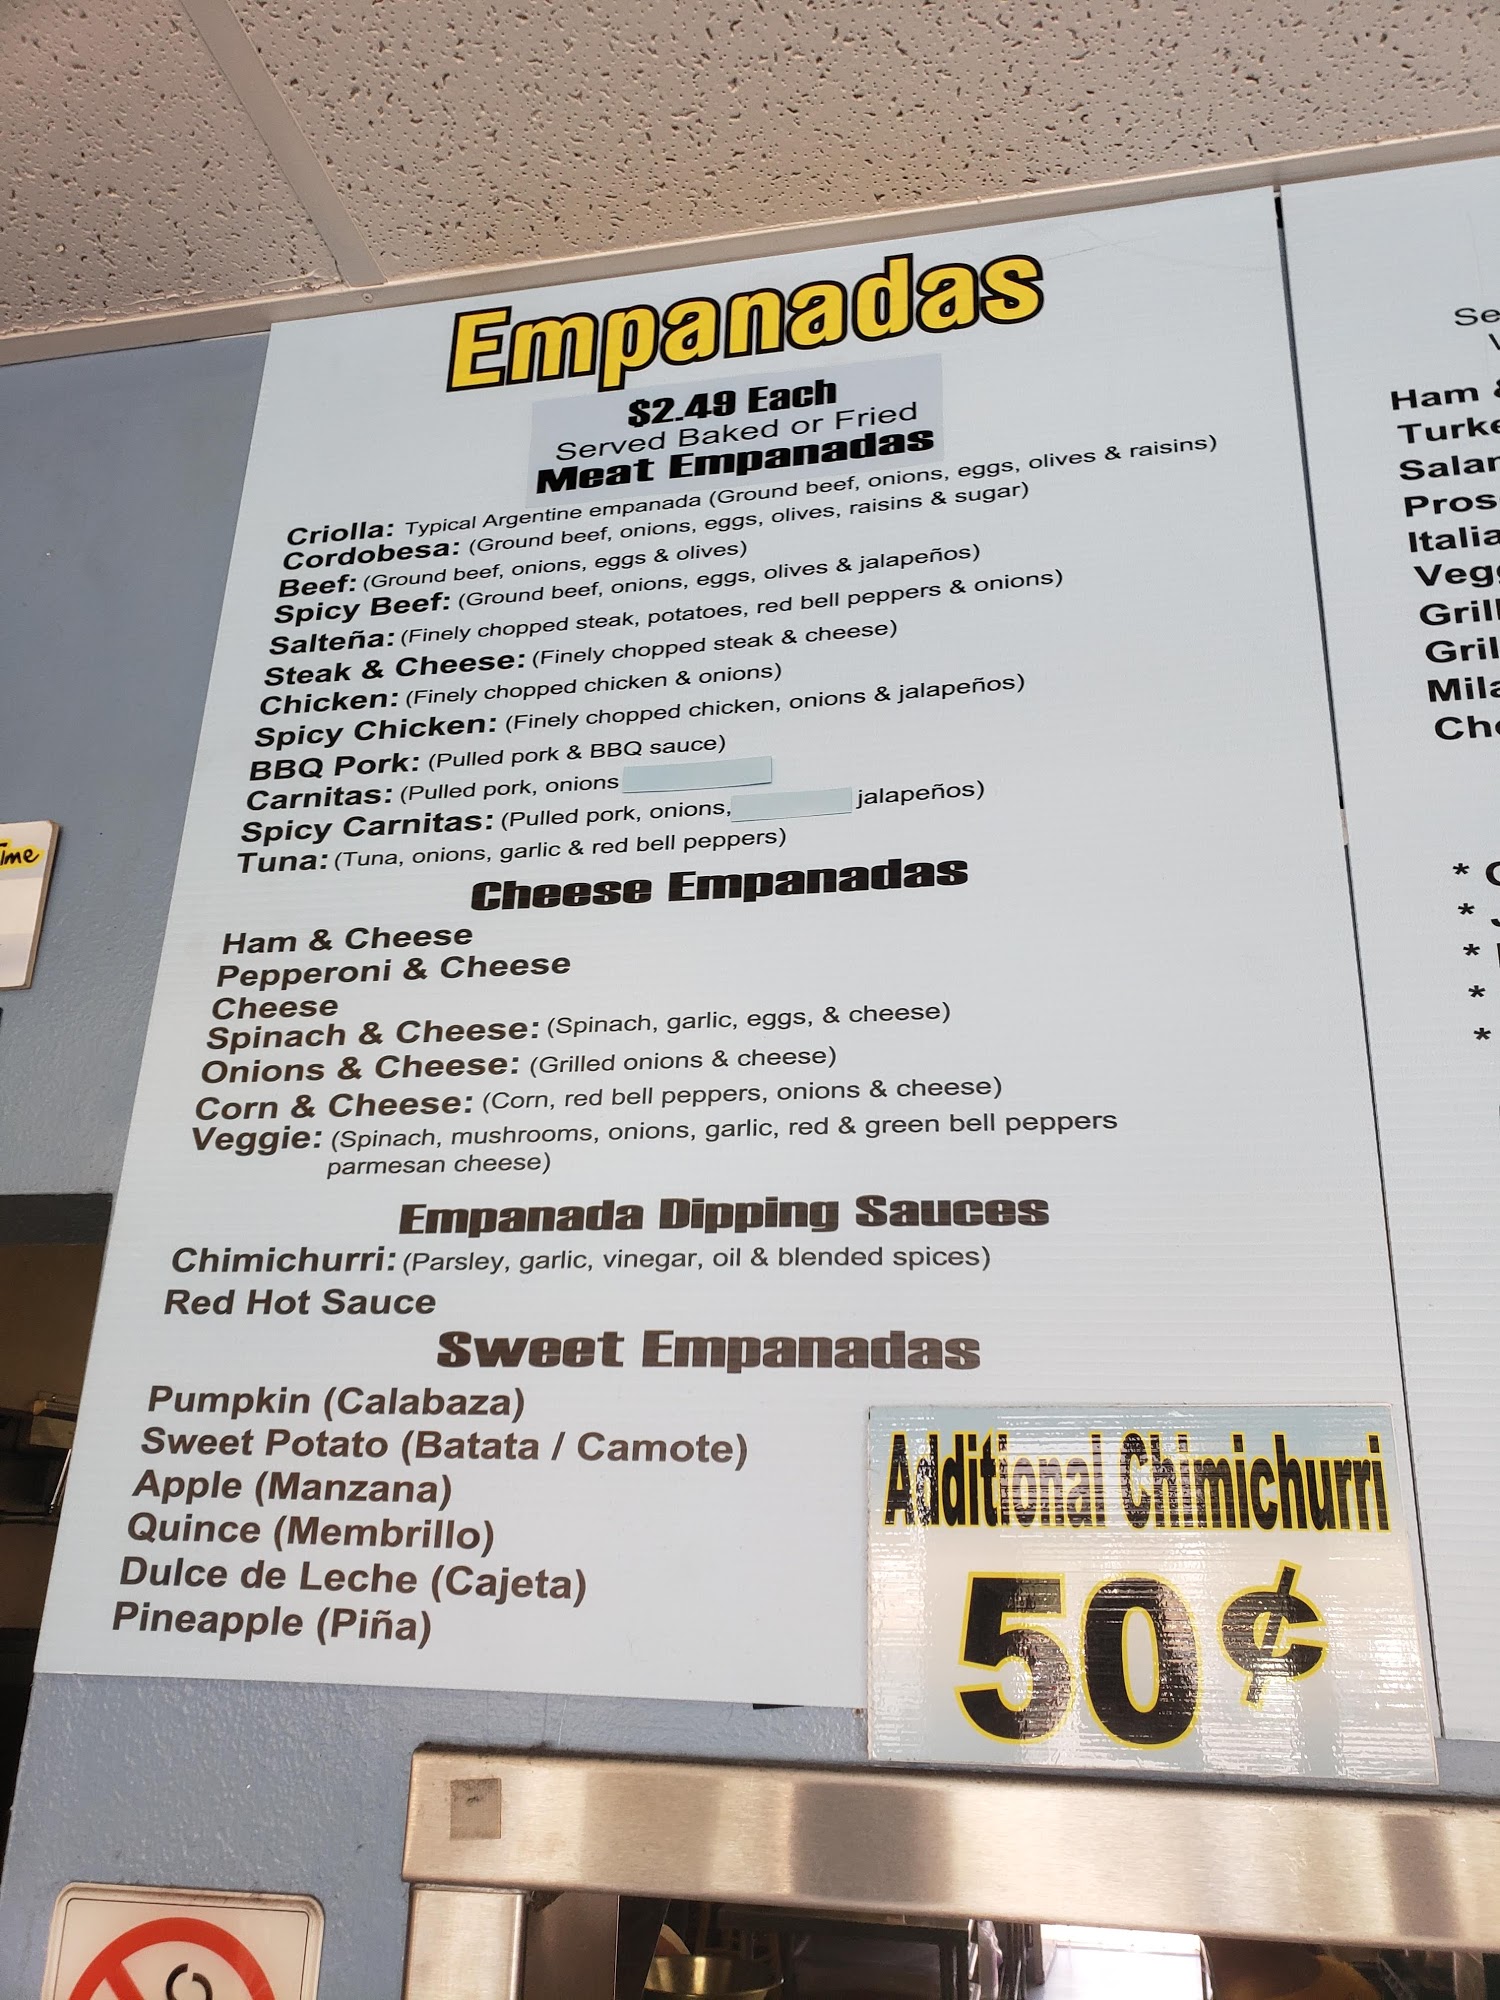 Empanadas
$2.49 Each
Served Baked or Fried
Meat Empanadas
Criolla: Typical Argentine empanada (Ground beef, onions, eggs, olives & raisins)
Cordobesa: (Ground beef, onions, eggs, olives, raisins & sugar)
Beef: (Ground beef, onions, eggs & olives)
Spicy Beef: (Ground beef, onions, eggs, olives & jalapeños)
Salteña: (Finely chopped steak, potatoes, red bell peppers & onions)
Steak & Cheese: (Finely chopped steak & cheese)
Chicken: (Finely chopped chicken & onions)
Spicy Chicken: (Finely chopped chicken, onions & jalapeños)
BBQ Pork: (Pulled pork & BBQ sauce)
Carnitas: (Pulled pork, onions
Spicy Carnitas: (Pulled pork, onions, jalapeños)
Tuna: (Tuna, onions, garlic & red bell peppers)
Cheese Empanadas
Ham & Cheese
Pepperoni & Cheese
Cheese
Spinach & Cheese: (Spinach, garlic, eggs, & cheese)
Onions & Cheese: (Grilled onions & cheese)
Corn & Cheese: (Corn, red bell peppers, onions & cheese)
Veggie: (Spinach, mushrooms, onions, garlic, red & green bell peppers
parmesan cheese)
Empanada Dipping Sauces
Chimichurri: (Parsley, garlic, vinegar, oil & blended spices)
Red Hot Sauce
Sweet Empanadas
Pumpkin (Calabaza)
Sweet Potato (Batata / Camote)
Apple (Manzana)
Quince (Membrillo)
Dulce de Leche (Cajeta)
Pineapple (Piña)
Additional Chimichurri
50¢
Ham